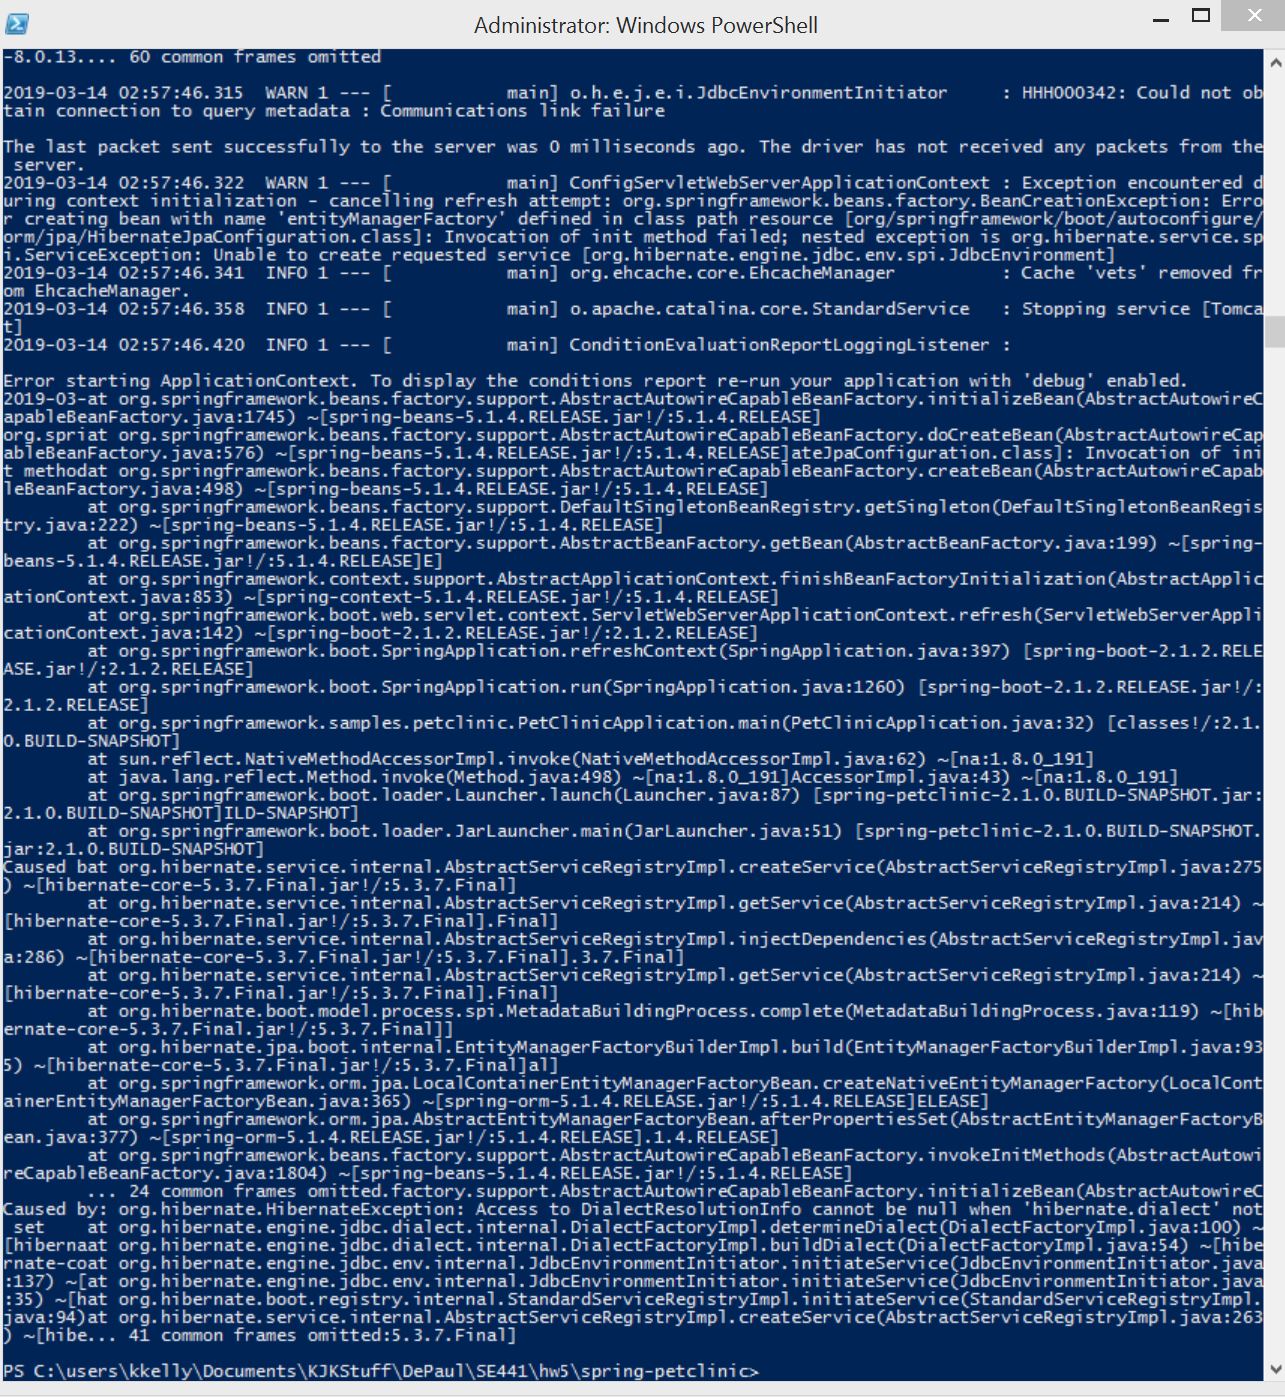 Administrator: Windows PowerShell
-8.0.13.... 60 common frames omitted
2019-03-14 02:57:46.315  WARN 1 --- [           main] o.h.e.j.e.i.JdbcEnvironmentInitiator     : HHH000342: Could not ob
tain connection to query metadata : Communications link failure
The last packet sent successfully to the server was 0 milliseconds ago. The driver has not received any packets from the
 server.
2019-03-14 02:57:46.322  WARN 1 --- [           main] ConfigServletWebServerApplicationContext : Exception encountered d
uring context initialization - cancelling refresh attempt: org.springframework.beans.factory.BeanCreationException: Erro
r creating bean with name 'entityManagerFactory' defined in class path resource [org/springframework/boot/autoconfigure/
orm/jpa/HibernateJpaConfiguration.class]: Invocation of init method failed; nested exception is org.hibernate.service.sp
i.ServiceException: Unable to create requested service [org.hibernate.engine.jdbc.env.spi.JdbcEnvironment]
2019-03-14 02:57:46.341  INFO 1 --- [           main] org.ehcache.core.EhcacheManager          : Cache 'vets' removed fr
om EhcacheManager.
2019-03-14 02:57:46.358  INFO 1 --- [           main] o.apache.catalina.core.StandardService   : Stopping service [Tomca
t]
2019-03-14 02:57:46.420  INFO 1 --- [           main] ConditionEvaluationReportLoggingListener :
Error starting ApplicationContext. To display the conditions report re-run your application with 'debug' enabled.
2019-03-at org.springframework.beans.factory.support.AbstractAutowireCapableBeanFactory.initializeBean(AbstractAutowireC
apableBeanFactory.java:1745) ~[spring-beans-5.1.4.RELEASE.jar!/:5.1.4.RELEASE]
org.spriat org.springframework.beans.factory.support.AbstractAutowireCapableBeanFactory.doCreateBean(AbstractAutowireCap
ableBeanFactory.java:576) ~[spring-beans-5.1.4.RELEASE.jar!/:5.1.4.RELEASE]ateJpaConfiguration.class]: Invocation of ini
t methodat org.springframework.beans.factory.support.AbstractAutowireCapableBeanFactory.createBean(AbstractAutowireCapab
leBeanFactory.java:498) ~[spring-beans-5.1.4.RELEASE.jar!/:5.1.4.RELEASE]
        at org.springframework.beans.factory.support.DefaultSingletonBeanRegistry.getSingleton(DefaultSingletonBeanRegis
try.java:222) ~[spring-beans-5.1.4.RELEASE.jar!/:5.1.4.RELEASE]
        at org.springframework.beans.factory.support.AbstractBeanFactory.getBean(AbstractBeanFactory.java:199) ~[spring-
beans-5.1.4.RELEASE.jar!/:5.1.4.RELEASE]E]
        at org.springframework.context.support.AbstractApplicationContext.finishBeanFactoryInitialization(AbstractApplic
ationContext.java:853) ~[spring-context-5.1.4.RELEASE.jar!/:5.1.4.RELEASE]
        at org.springframework.boot.web.servlet.context.ServletWebServerApplicationContext.refresh(ServletWebServerAppli
cationContext.java:142) ~[spring-boot-2.1.2.RELEASE.jar!/:2.1.2.RELEASE]
        at org.springframework.boot.SpringApplication.refreshContext(SpringApplication.java:397) [spring-boot-2.1.2.RELE
ASE.jar!/:2.1.2.RELEASE]
        at org.springframework.boot.SpringApplication.run(SpringApplication.java:1260) [spring-boot-2.1.2.RELEASE.jar!/:
2.1.2.RELEASE]
        at org.springframework.samples.petclinic.PetClinicApplication.main(PetClinicApplication.java:32) [classes!/:2.1.
0.BUILD-SNAPSHOT]
        at sun.reflect.NativeMethodAccessorImpl.invoke(NativeMethodAccessorImpl.java:62) ~[na:1.8.0_191]
        at java.lang.reflect.Method.invoke(Method.java:498) ~[na:1.8.0_191]AccessorImpl.java:43) ~[na:1.8.0_191]
        at org.springframework.boot.loader.Launcher.launch(Launcher.java:87) [spring-petclinic-2.1.0.BUILD-SNAPSHOT.jar:
2.1.0.BUILD-SNAPSHOT]ILD-SNAPSHOT]
        at org.springframework.boot.loader.JarLauncher.main(JarLauncher.java:51) [spring-petclinic-2.1.0.BUILD-SNAPSHOT.
jar:2.1.0.BUILD-SNAPSHOT]
Caused bat org.hibernate.service.internal.AbstractServiceRegistryImpl.createService(AbstractServiceRegistryImpl.java:275
) ~[hibernate-core-5.3.7.Final.jar!/:5.3.7.Final]
        at org.hibernate.service.internal.AbstractServiceRegistryImpl.getService(AbstractServiceRegistryImpl.java:214) ~
[hibernate-core-5.3.7.Final.jar!/:5.3.7.Final].Final]
        at org.hibernate.service.internal.AbstractServiceRegistryImpl.injectDependencies(AbstractServiceRegistryImpl.jav
a:286) ~[hibernate-core-5.3.7.Final.jar!/:5.3.7.Final].3.7.Final]
        at org.hibernate.service.internal.AbstractServiceRegistryImpl.getService(AbstractServiceRegistryImpl.java:214) ~
[hibernate-core-5.3.7.Final.jar!/:5.3.7.Final].Final]
        at org.hibernate.boot.model.process.spi.MetadataBuildingProcess.complete(MetadataBuildingProcess.java:119) ~[hib
ernate-core-5.3.7.Final.jar!/:5.3.7.Final]]
        at org.hibernate.jpa.boot.internal.EntityManagerFactoryBuilderImpl.build(EntityManagerFactoryBuilderImpl.java:93
5) ~[hibernate-core-5.3.7.Final.jar!/:5.3.7.Final]al]
        at org.springframework.orm.jpa.LocalContainerEntityManagerFactoryBean.createNativeEntityManagerFactory(LocalCont
ainerEntityManagerFactoryBean.java:365) ~[spring-orm-5.1.4.RELEASE.jar!/:5.1.4.RELEASE]ELEASE]
        at org.springframework.orm.jpa.AbstractEntityManagerFactoryBean.afterPropertiesSet(AbstractEntityManagerFactoryB
ean.java:377) ~[spring-orm-5.1.4.RELEASE.jar!/:5.1.4.RELEASE].1.4.RELEASE]
        at org.springframework.beans.factory.support.AbstractAutowireCapableBeanFactory.invokeInitMethods(AbstractAutowi
reCapableBeanFactory.java:1804) ~[spring-beans-5.1.4.RELEASE.jar!/:5.1.4.RELEASE]
        ... 24 common frames omitted.factory.support.AbstractAutowireCapableBeanFactory.initializeBean(AbstractAutowireC
Caused by: org.hibernate.HibernateException: Access to DialectResolutionInfo cannot be null when 'hibernate.dialect' not
 set    at org.hibernate.engine.jdbc.dialect.internal.DialectFactoryImpl.determineDialect(DialectFactoryImpl.java:100) ~
[hibernaat org.hibernate.engine.jdbc.dialect.internal.DialectFactoryImpl.buildDialect(DialectFactoryImpl.java:54) ~[hibe
rnate-coat org.hibernate.engine.jdbc.env.internal.JdbcEnvironmentInitiator.initiateService(JdbcEnvironmentInitiator.java
:137) ~[at org.hibernate.engine.jdbc.env.internal.JdbcEnvironmentInitiator.initiateService(JdbcEnvironmentInitiator.java
:35) ~[hat org.hibernate.boot.registry.internal.StandardServiceRegistryImpl.initiateService(StandardServiceRegistryImpl.
java:94)at org.hibernate.service.internal.AbstractServiceRegistryImpl.createService(AbstractServiceRegistryImpl.java:263
) ~[hibe... 41 common frames omitted:5.3.7.Final]
PS C:\users\kkelly\Documents\KJKStuff\DePaul\SE441\hw5\spring-petclinic>